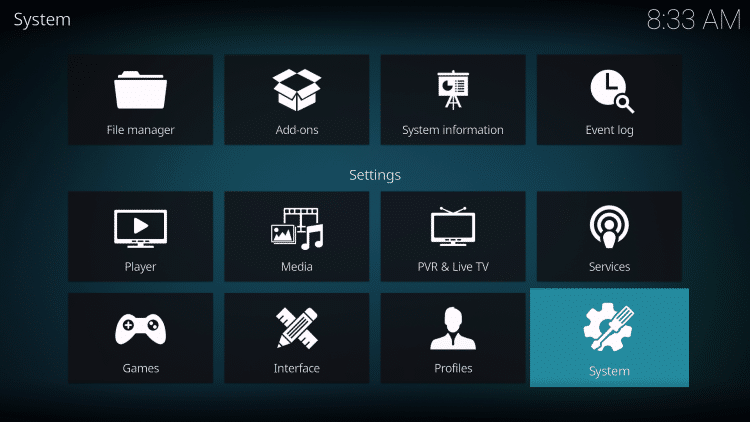 System
8:33 AM
File manager
Add-ons
System information
Event log
Settings
Player
Media
PVR & Live TV
Services
Games
Interface
Profiles
System